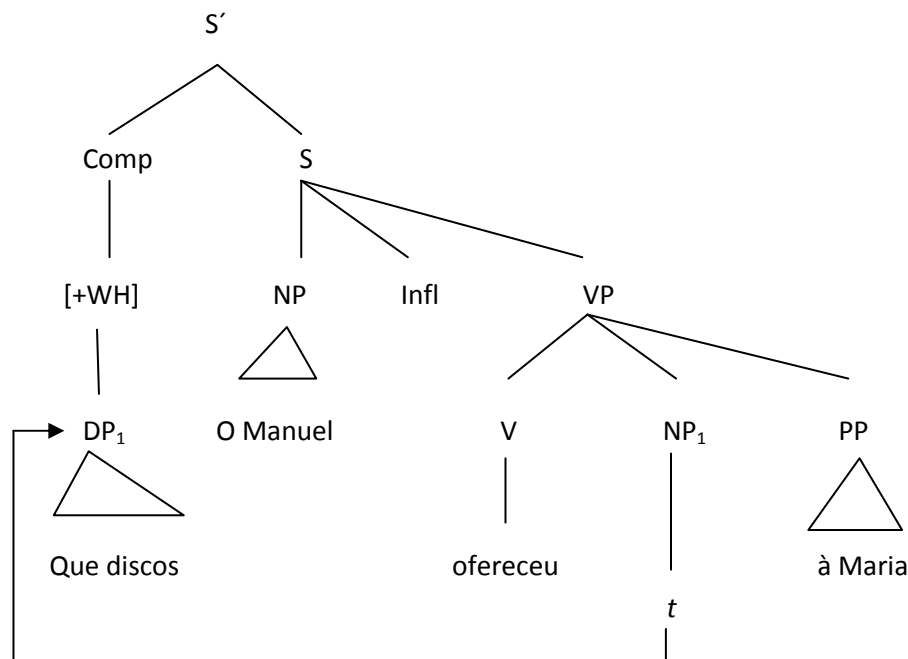 S´
Comp S
[+WH] NP Infl VP
DP₁ O Manuel V NP₁ PP
Que discos ofereceu à Maria
t